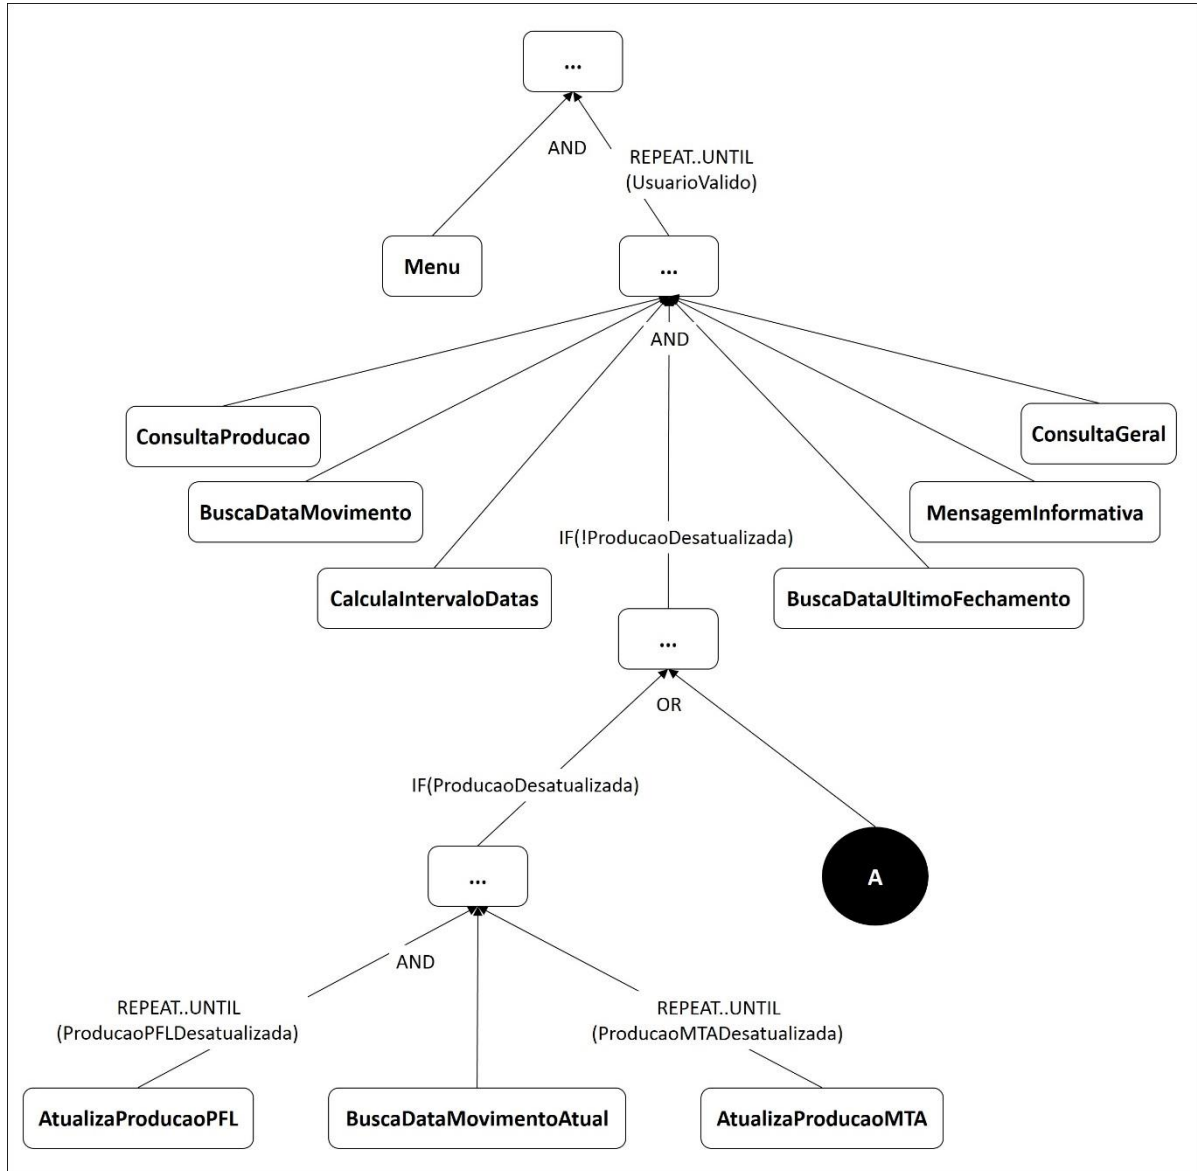 ...
AND
REPEAT..UNTIL
(UsuarioValido)
Menu
...
AND
ConsultaProducao
ConsultaGeral
BuscaDataMovimento
MensagemInformativa
IF(!ProducaoDesatualizada)
CalculaIntervaloDatas
BuscaDataUltimoFechamento
...
OR
IF(ProducaoDesatualizada)
...
A
AND
REPEAT..UNTIL
(ProducaoPFLDesatualizada)
REPEAT..UNTIL
(ProducaoMTADesatualizada)
AtualizaProducaoPFL
BuscaDataMovimentoAtual
AtualizaProducaoMTA